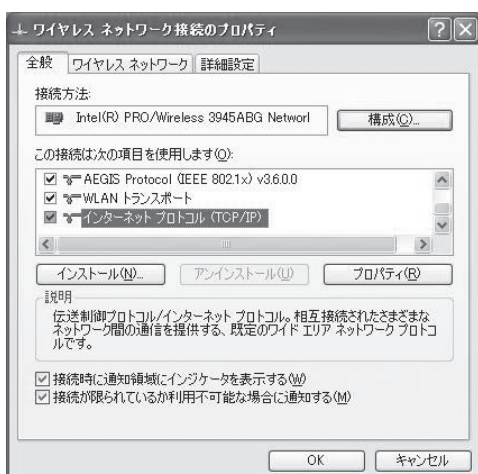 ワイヤレス ネットワーク接続のプロパティ
全般 ワイヤレス ネットワーク 詳細設定
接続方法:
Intel(R) PRO/Wireless 3945ABG Networl
構成(C)...
この接続は次の項目を使用します(O):
AEGIS Protocol (IEEE 802.1x) v3.6.0.0
WLAN トランスポート
インターネット プロトコル (TCP/IP)
インストール(N)... アンインストール(U) プロパティ(R)
説明
伝送制御プロトコル/インターネット プロトコル。相互接続されたさまざまな
ネットワーク間の通信を提供する、既定のワイド エリア ネットワーク プロトコ
ルです。
接続時に通知領域にインジケータを表示する(W)
接続が限られているか利用不可能な場合に通知する(M)
OK キャンセル